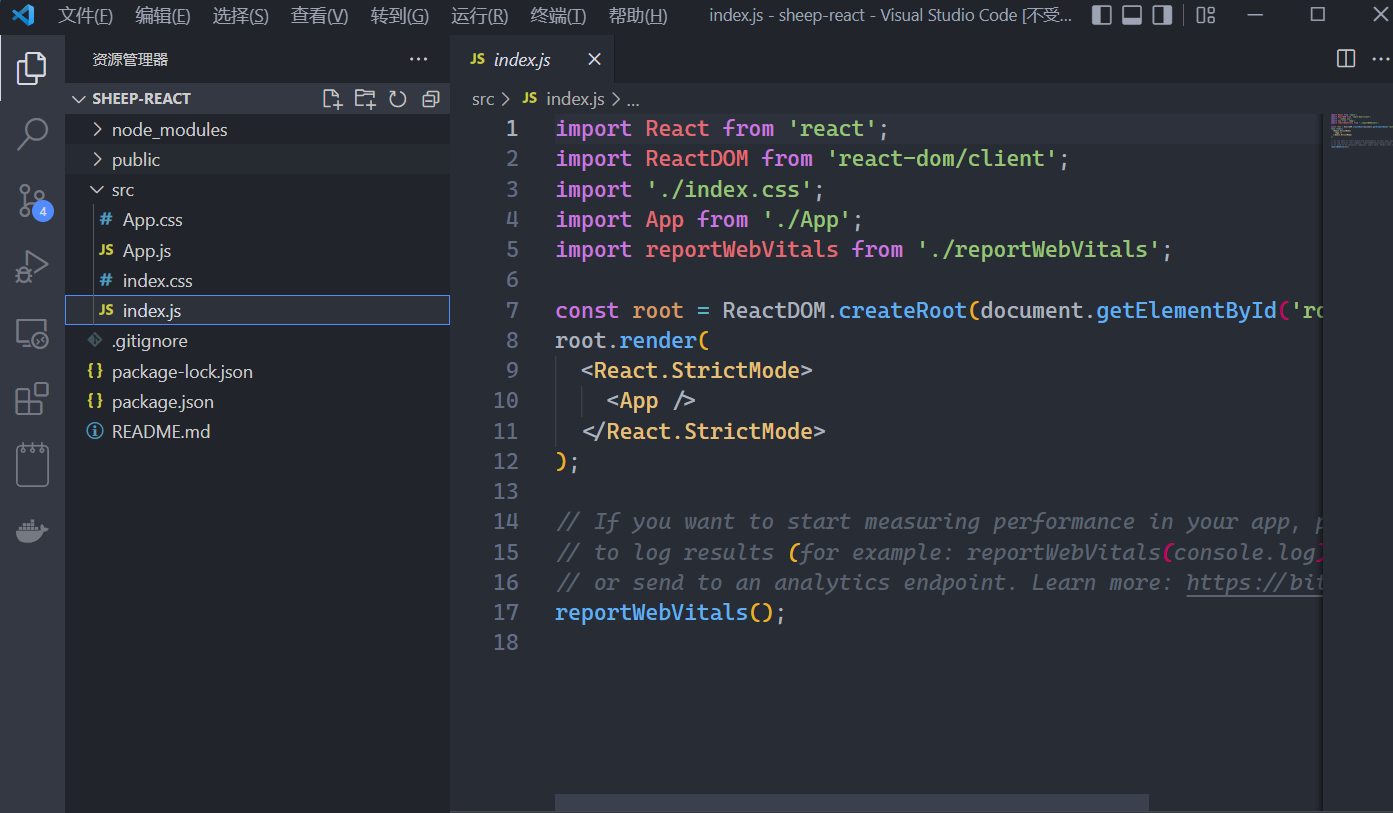 文件(F) 编辑(E) 选择(S) 查看(V) 转到(G) 运行(R) 终端(T) 帮助(H) index.js - sheep-react - Visual Studio Code [不受...
资源管理器
SHEEP-REACT
node_modules
public
src
# App.css
JS App.js
# index.css
JS index.js
.gitignore
{} package-lock.json
{} package.json
README.md
4
JS index.js
src > JS index.js > ...
1 import React from 'react';
2 import ReactDOM from 'react-dom/client';
3 import './index.css';
4 import App from './App';
5 import reportWebVitals from './reportWebVitals';
6
7 const root = ReactDOM.createRoot(document.getElementById('ro
8 root.render(
9 <React.StrictMode>
10 <App />
11 </React.StrictMode>
12 );
13
14 // If you want to start measuring performance in your app, p
15 // to log results (for example: reportWebVitals(console.log)
16 // or send to an analytics endpoint. Learn more: https://bit
17 reportWebVitals();
18